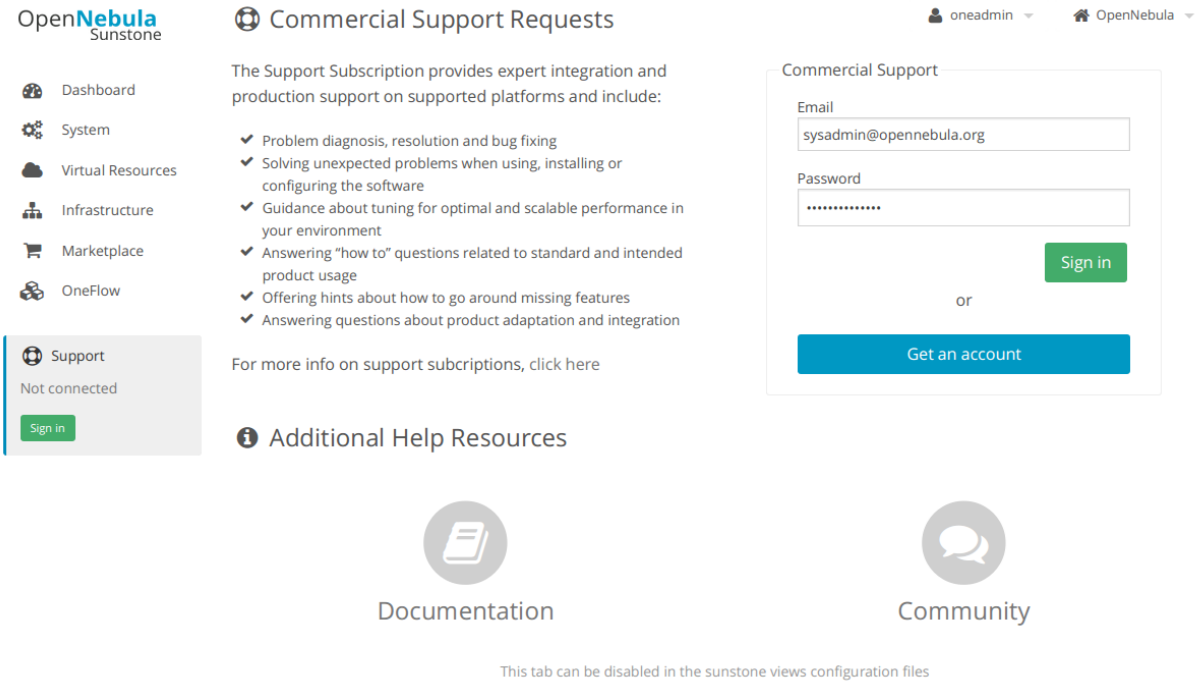 OpenNebula
Sunstone
Commercial Support Requests
oneadmin
OpenNebula
Dashboard
System
Virtual Resources
Infrastructure
Marketplace
OneFlow
Support
Not connected
Sign in
The Support Subscription provides expert integration and
production support on supported platforms and include:
Problem diagnosis, resolution and bug fixing
Solving unexpected problems when using, installing or
configuring the software
Guidance about tuning for optimal and scalable performance in
your environment
Answering “how to” questions related to standard and intended
product usage
Offering hints about how to go around missing features
Answering questions about product adaptation and integration
For more info on support subcriptions, click here
Commercial Support
Email
sysadmin@opennebula.org
Password
••••••••••••••
Sign in
or
Get an account
Additional Help Resources
Documentation
Community
This tab can be disabled in the sunstone views configuration files